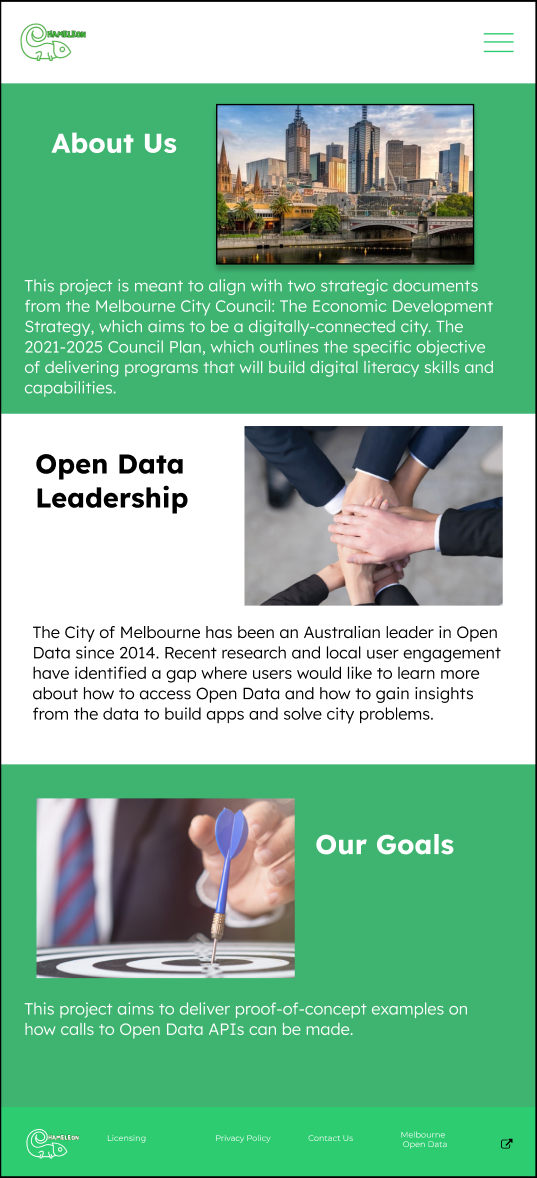 CHAMELEON
About Us
This project is meant to align with two strategic documents
from the Melbourne City Council: The Economic Development
Strategy, which aims to be a digitally-connected city. The
2021-2025 Council Plan, which outlines the specific objective
of delivering programs that will build digital literacy skills and
capabilities.
Open Data
Leadership
The City of Melbourne has been an Australian leader in Open
Data since 2014. Recent research and local user engagement
have identified a gap where users would like to learn more
about how to access Open Data and how to gain insights
from the data to build apps and solve city problems.
Our Goals
This project aims to deliver proof-of-concept examples on
how calls to Open Data APIs can be made.
CHAMELEON
Licensing
Privacy Policy
Contact Us
Melbourne
Open Data